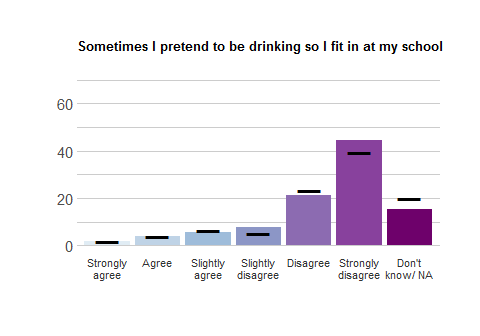 Sometimes I pretend to be drinking so I fit in at my school
60
40
20
0
Strongly agree
Agree
Slightly agree
Slightly disagree
Disagree
Strongly disagree
Don't know/ NA